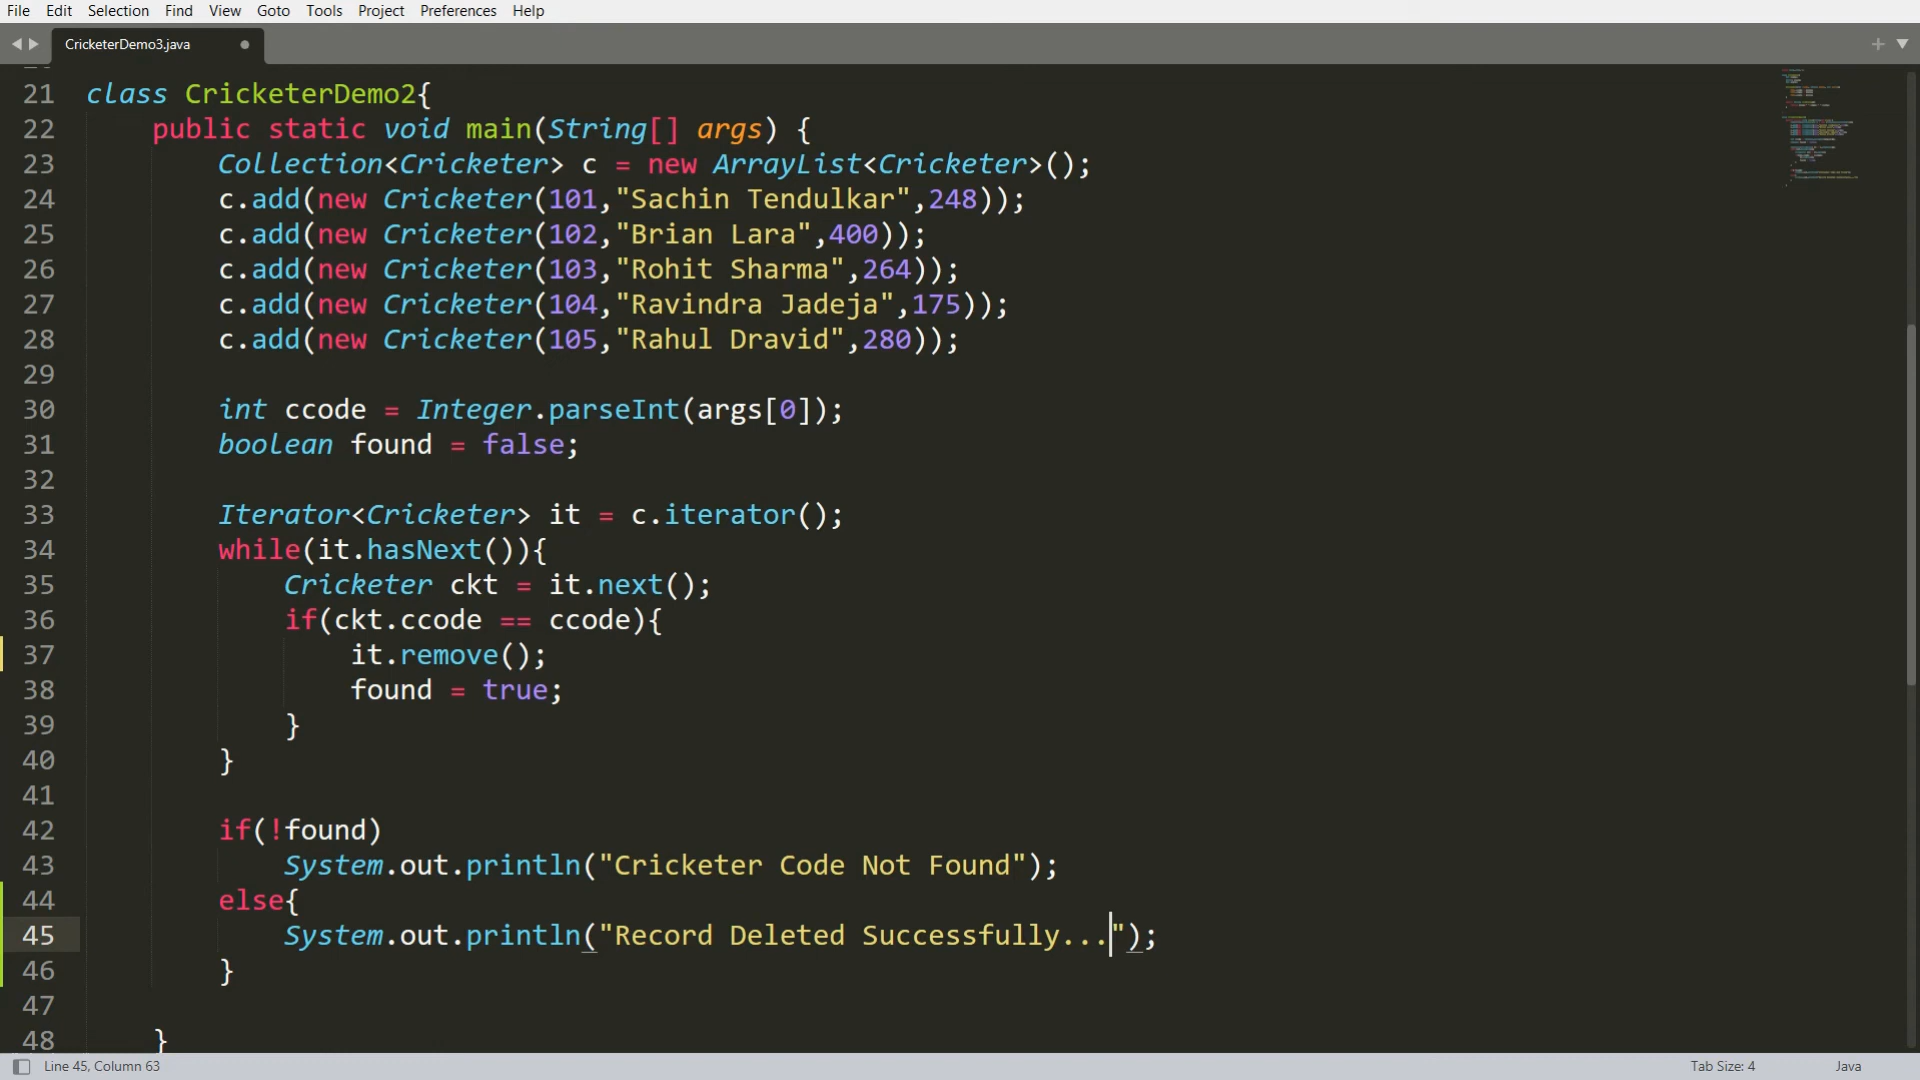 File Edit Selection Find View Goto Tools Project Preferences Help
CricketerDemo3.java
21 class CricketerDemo2{
22 public static void main(String[] args) {
23 Collection<Cricketer> c = new ArrayList<Cricketer>();
24 c.add(new Cricketer(101,"Sachin Tendulkar",248));
25 c.add(new Cricketer(102,"Brian Lara",400));
26 c.add(new Cricketer(103,"Rohit Sharma",264));
27 c.add(new Cricketer(104,"Ravindra Jadeja",175));
28 c.add(new Cricketer(105,"Rahul Dravid",280));
29
30 int ccode = Integer.parseInt(args[0]);
31 boolean found = false;
32
33 Iterator<Cricketer> it = c.iterator();
34 while(it.hasNext()){
35 Cricketer ckt = it.next();
36 if(ckt.ccode == ccode){
37 it.remove();
38 found = true;
39 }
40 }
41
42 if(!found)
43 System.out.println("Cricketer Code Not Found");
44 else{
45 System.out.println("Record Deleted Successfully...");
46 }
47
48 }
Line 45, Column 63 Tab Size: 4 Java